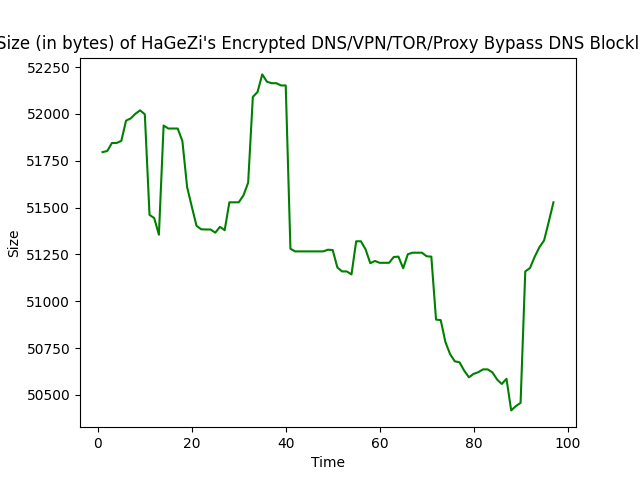 Size (in bytes) of HaGeZi's Encrypted DNS/VPN/TOR/Proxy Bypass DNS Blockl
52250
52000
51750
51500
51250
51000
50750
50500
Size
0 20 40 60 80 100
Time